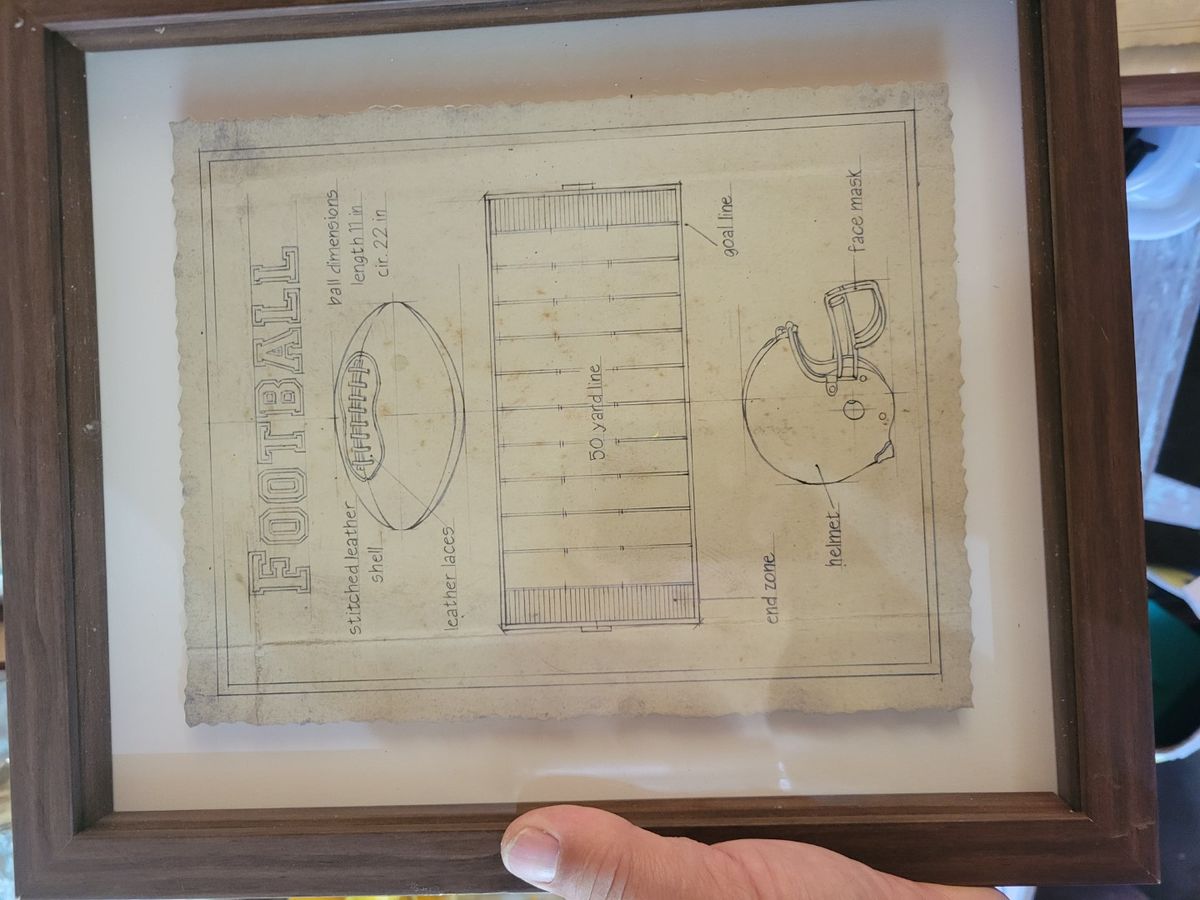 FOOTBALL
stitched leather
shell
ball dimensions
length 11 in
cir. 22 in
leather laces
50 yard line
goal line
end zone
helmet
face mask